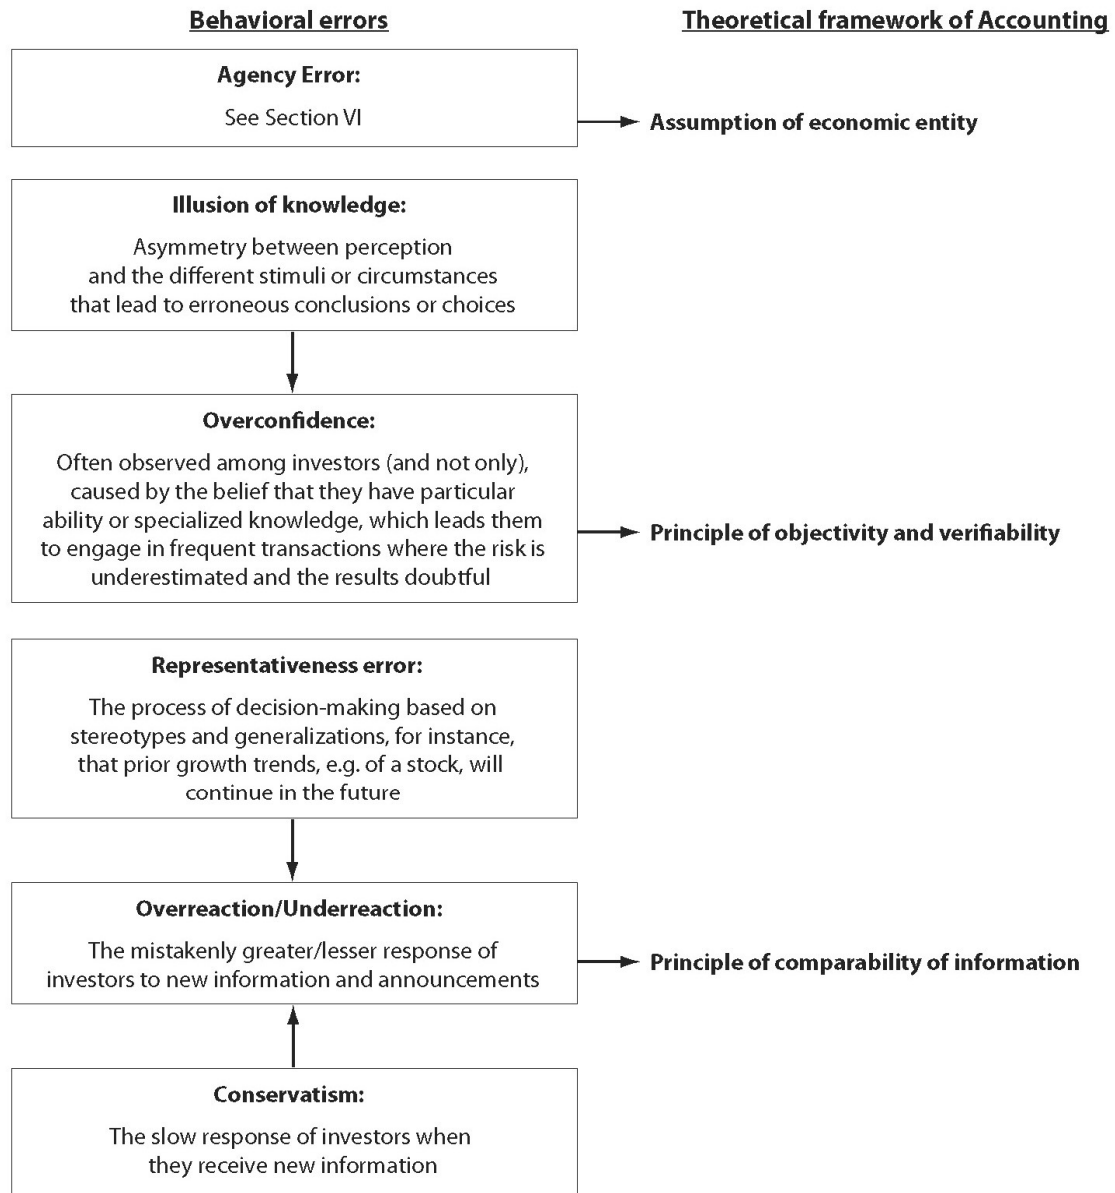 Behavioral errors
Theoretical framework of Accounting
Agency Error:
See Section VI
Assumption of economic entity
Illusion of knowledge:
Asymmetry between perception
and the different stimuli or circumstances
that lead to erroneous conclusions or choices
Overconfidence:
Often observed among investors (and not only),
caused by the belief that they have particular
ability or specialized knowledge, which leads them
to engage in frequent transactions where the risk is
underestimated and the results doubtful
Principle of objectivity and verifiability
Representativeness error:
The process of decision-making based on
stereotypes and generalizations, for instance,
that prior growth trends, e.g. of a stock, will
continue in the future
Overreaction/Underreaction:
The mistakenly greater/lesser response of
investors to new information and announcements
Principle of comparability of information
Conservatism:
The slow response of investors when
they receive new information